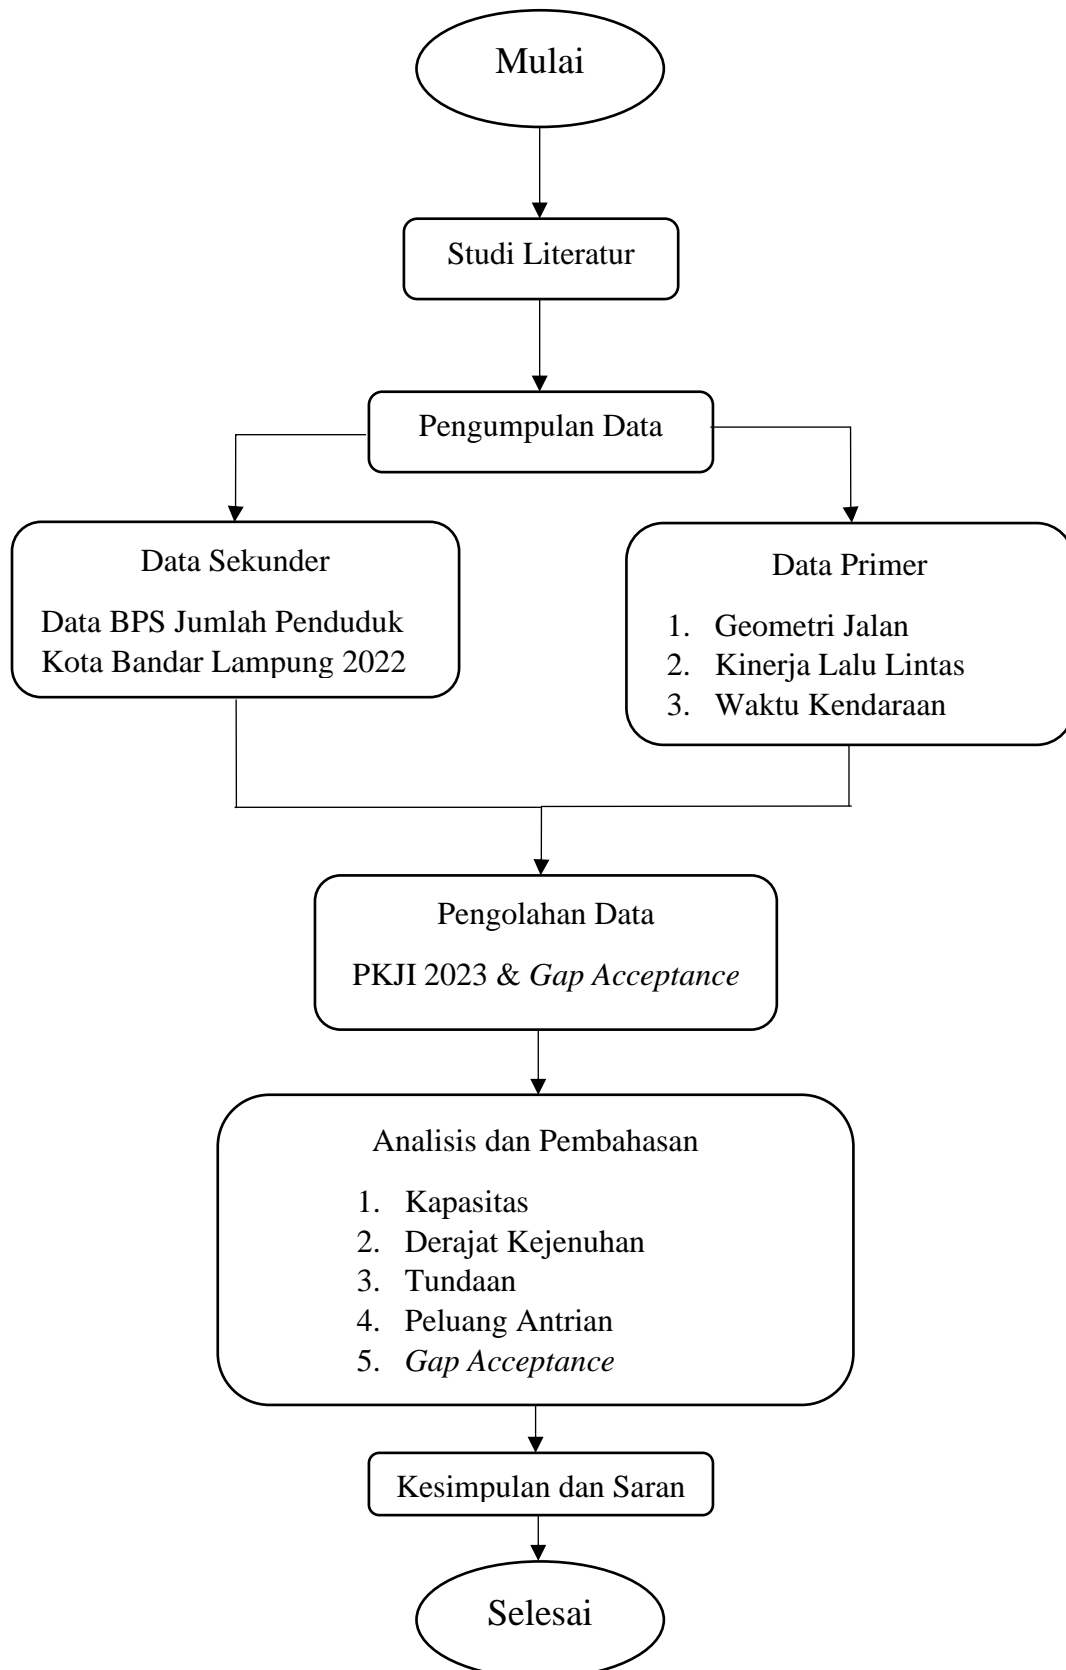 Mulai
Studi Literatur
Pengumpulan Data
Data Sekunder
Data BPS Jumlah Penduduk
Kota Bandar Lampung 2022
Data Primer
1. Geometri Jalan
2. Kinerja Lalu Lintas
3. Waktu Kendaraan
Pengolahan Data
PKJI 2023 & Gap Acceptance
Analisis dan Pembahasan
1. Kapasitas
2. Derajat Kejenuhan
3. Tundaan
4. Peluang Antrian
5. Gap Acceptance
Kesimpulan dan Saran
Selesai